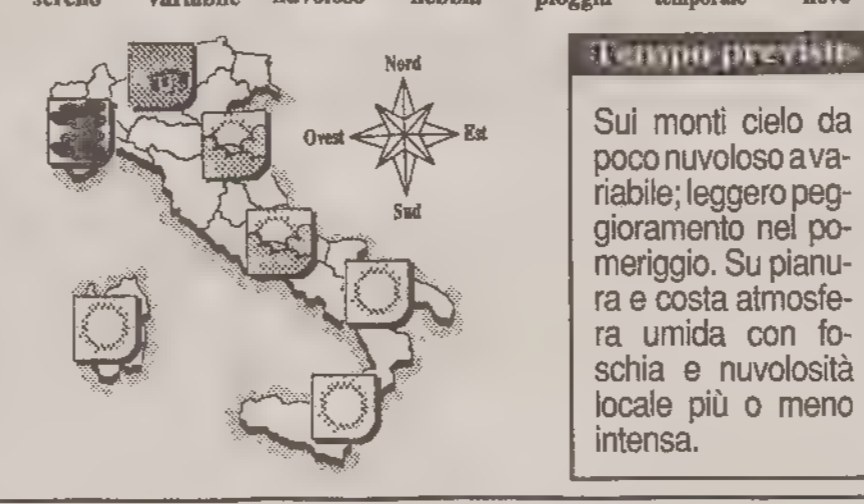 sereno variabile nuvoloso nebbia pioggia temporale neve
Nord
Ovest Est
Sud
Tempo previsto
Sui monti cielo da
poco nuvoloso a va-
riabile; leggero peg-
gioramento nel po-
meriggio. Su pianu-
ra e costa atmosfe-
ra umida con fo-
schia e nuvolosità
locale più o meno
intensa.